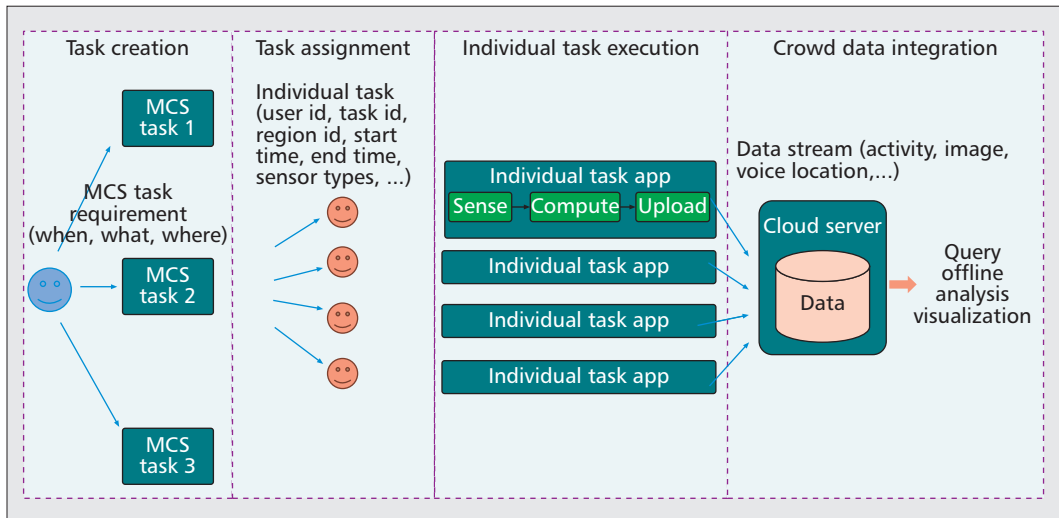 Task creation
MCS
task 1
MCS task
requirement
(when, what, where)
MCS
task 2
MCS
task 3
Task assignment
Individual task
(user id, task id,
region id, start
time, end time,
sensor types, ...)
Individual task execution
Individual task app
Sense
Compute
Upload
Individual task app
Individual task app
Individual task app
Crowd data integration
Data stream (activity, image,
voice location,...)
Cloud server
Data
Query
offline
analysis
visualization